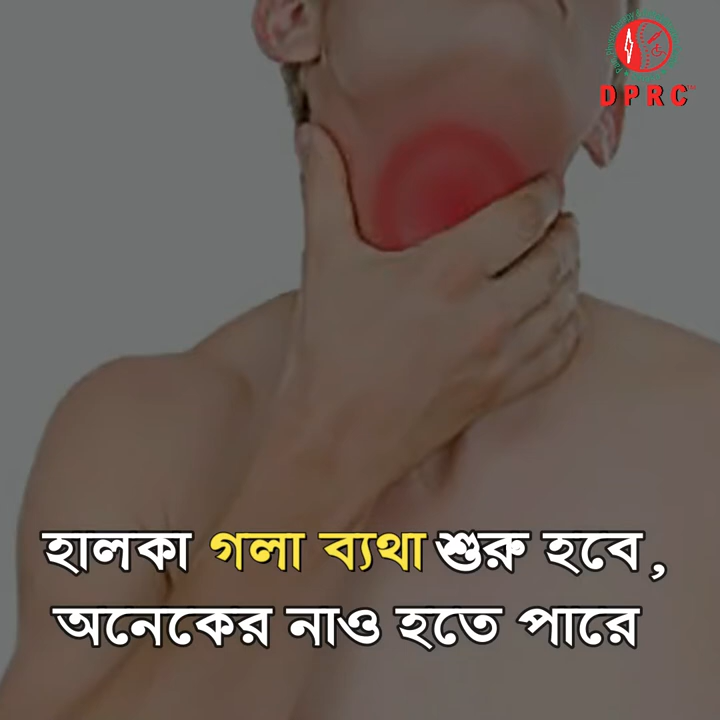 DPRC
হালকা গলা ব্যথা শুরু হবে,
অনেকের নাও হতে পারে